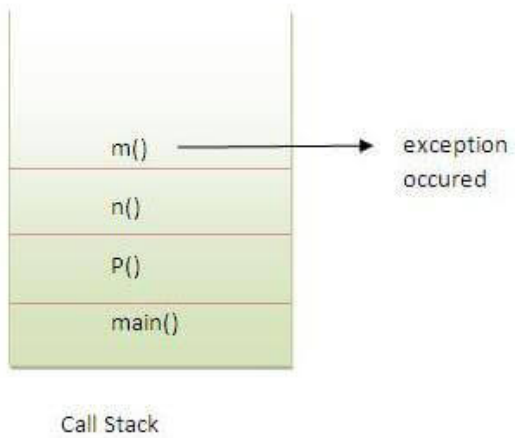 m()
exception
occured
n()
P()
main()
Call Stack